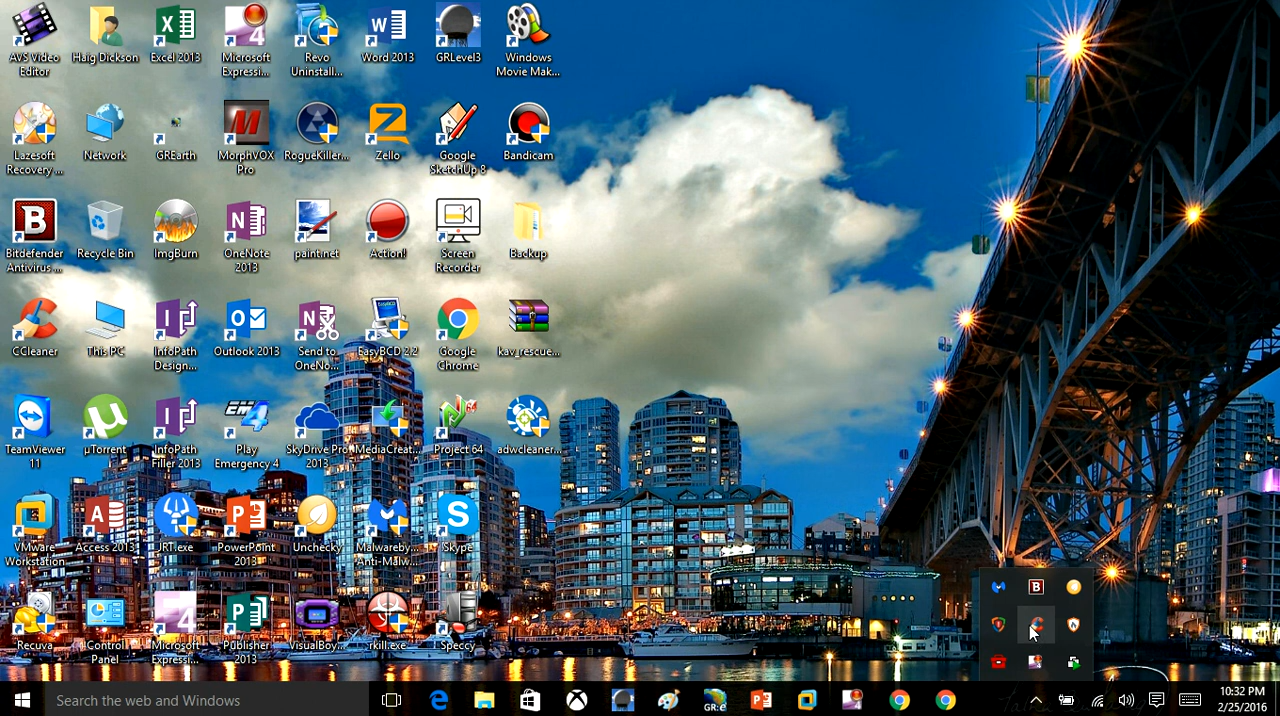 AVS Video
Editor
Haig Dickson
Excel 2013
Microsoft
Expressi...
Revo
Uninstall...
Word 2013
GRLevel3
Windows
Movie Mak...
Lazesoft
Recovery ...
Network
GREarth
MorphVOX
Pro
RogueKiller...
Zello
Google
SketchUp 8
Bandicam
Bitdefender
Antivirus ...
Recycle Bin
ImgBurn
OneNote
2013
paint.net
Action!
Screen
Recorder
Backup
CCleaner
This PC
InfoPath
Design...
Outlook 2013
Send to
OneNo...
EasyBCD 2.2
Google
Chrome
kav_rescue...
TeamViewer
11
µTorrent
InfoPath
Filler 2013
Play
Emergency 4
SkyDrive Pro
2013
MediaCreat...
Project 64
adwcleaner...
VMware
Workstation
Access 2013
JRT.exe
PowerPoint
2013
Unchecky
Malwareby...
Anti-Malw...
Skype
Recuva
Control
Panel
Microsoft
Expressi...
Publisher
2013
VisualBoy...
rkill.exe
Speccy
Search the web and Windows
GR:e
10:32 PM
2/25/2016